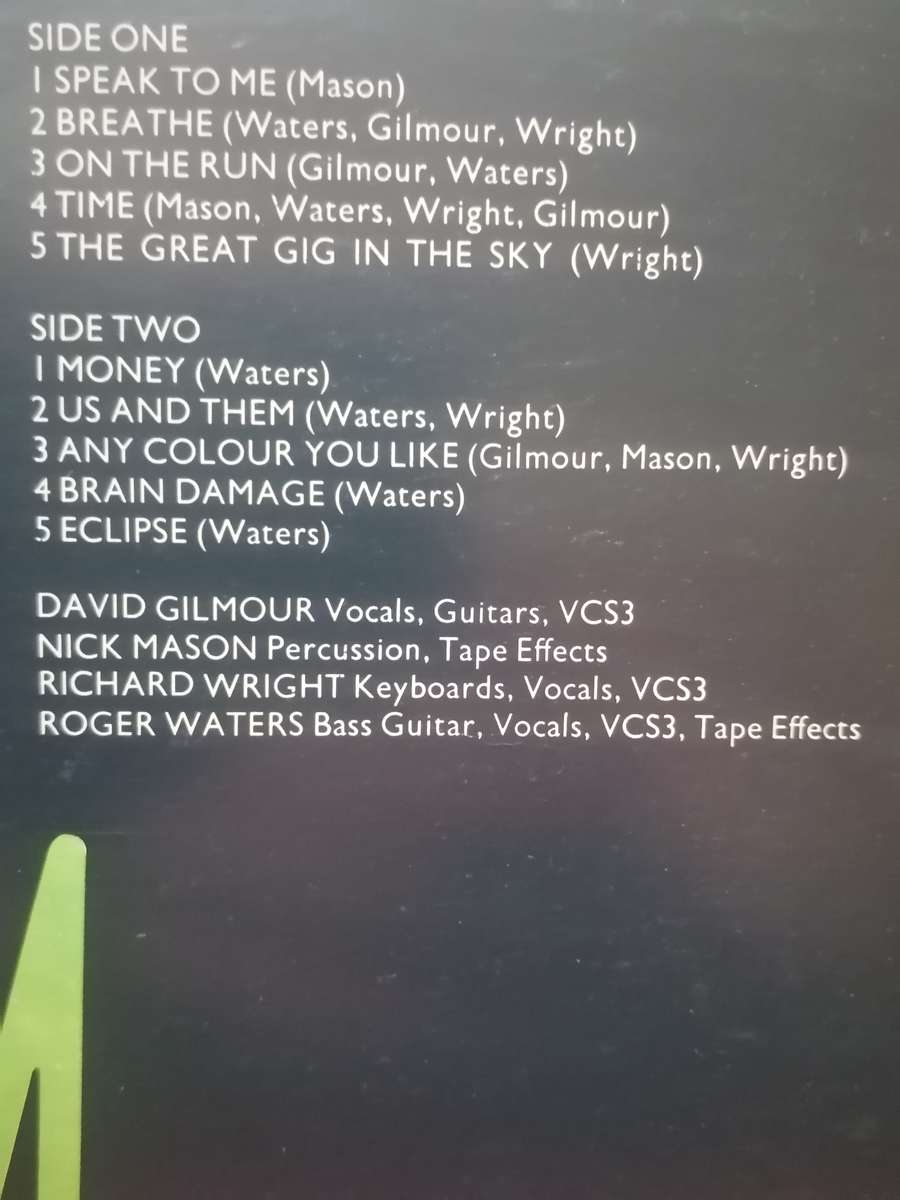 SIDE ONE
1 SPEAK TO ME (Mason)
2 BREATHE (Waters, Gilmour, Wright)
3 ON THE RUN (Gilmour, Waters)
4 TIME (Mason, Waters, Wright, Gilmour)
5 THE GREAT GIG IN THE SKY (Wright)
SIDE TWO
1 MONEY (Waters)
2 US AND THEM (Waters, Wright)
3 ANY COLOUR YOU LIKE (Gilmour, Mason, Wright)
4 BRAIN DAMAGE (Waters)
5 ECLIPSE (Waters)
DAVID GILMOUR Vocals, Guitars, VCS3
NICK MASON Percussion, Tape Effects
RICHARD WRIGHT Keyboards, Vocals, VCS3
ROGER WATERS Bass Guitar, Vocals, VCS3, Tape Effects